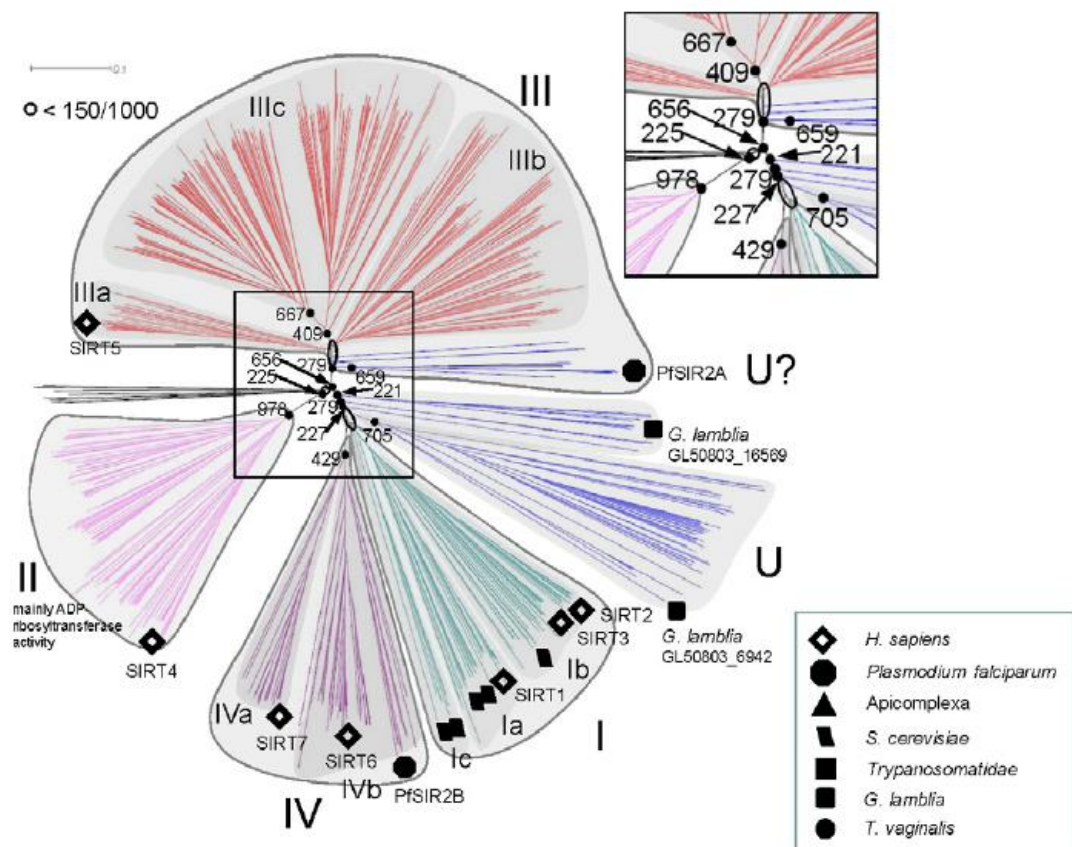 0.1
< 150/1000
III
IIIc
IIIb
IIIa
SIRT5
667
409
656
279
225
659
221
978
279
227
705
429
667
409
656
279
225
659
221
978
279
227
705
429
PfSIR2A
U?
G. lamblia
GL50803_16569
U
G. lamblia
GL50803_6942
II
mainly ADP-
ribosyltransferase
activity
SIRT4
SIRT2
SIRT3
Ib
SIRT1
Ia
Ic
I
IVa
SIRT7
SIRT6
IVb
PfSIR2B
IV
H. sapiens
Plasmodium falciparum
Apicomplexa
S. cerevisiae
Trypanosomatidae
G. lamblia
T. vaginalis